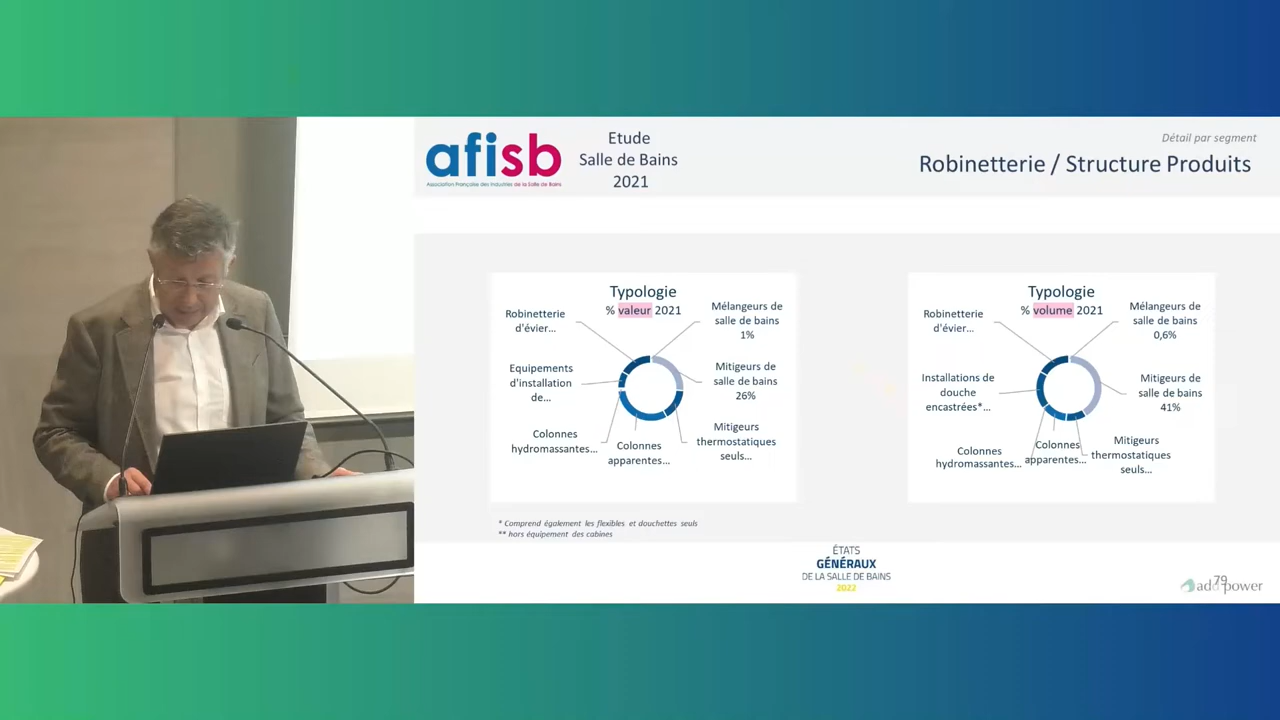 afisb
Association Française des Industries de la Salle de Bains
Etude
Salle de Bains
2021
Détail par segment
Robinetterie / Structure Produits
Typologie
% valeur 2021
Robinetterie
d'évier...
Mélangeurs de
salle de bains
1%
Equipements
d'installation
de...
Mitigeurs de
salle de bains
26%
Colonnes
hydromassantes...
Colonnes
apparentes...
Mitigeurs
thermostatiques
seuls...
Typologie
% volume 2021
Robinetterie
d'évier...
Mélangeurs de
salle de bains
0,6%
Installations de
douche
encastrées*...
Mitigeurs de
salle de bains
41%
Colonnes
hydromassantes...
Colonnes
apparentes...
Mitigeurs
thermostatiques
seuls...
* Comprend également les flexibles et douchettes seuls
** hors équipement des cabines
ÉTATS
GÉNÉRAUX
DE LA SALLE DE BAINS
2022
79
add power